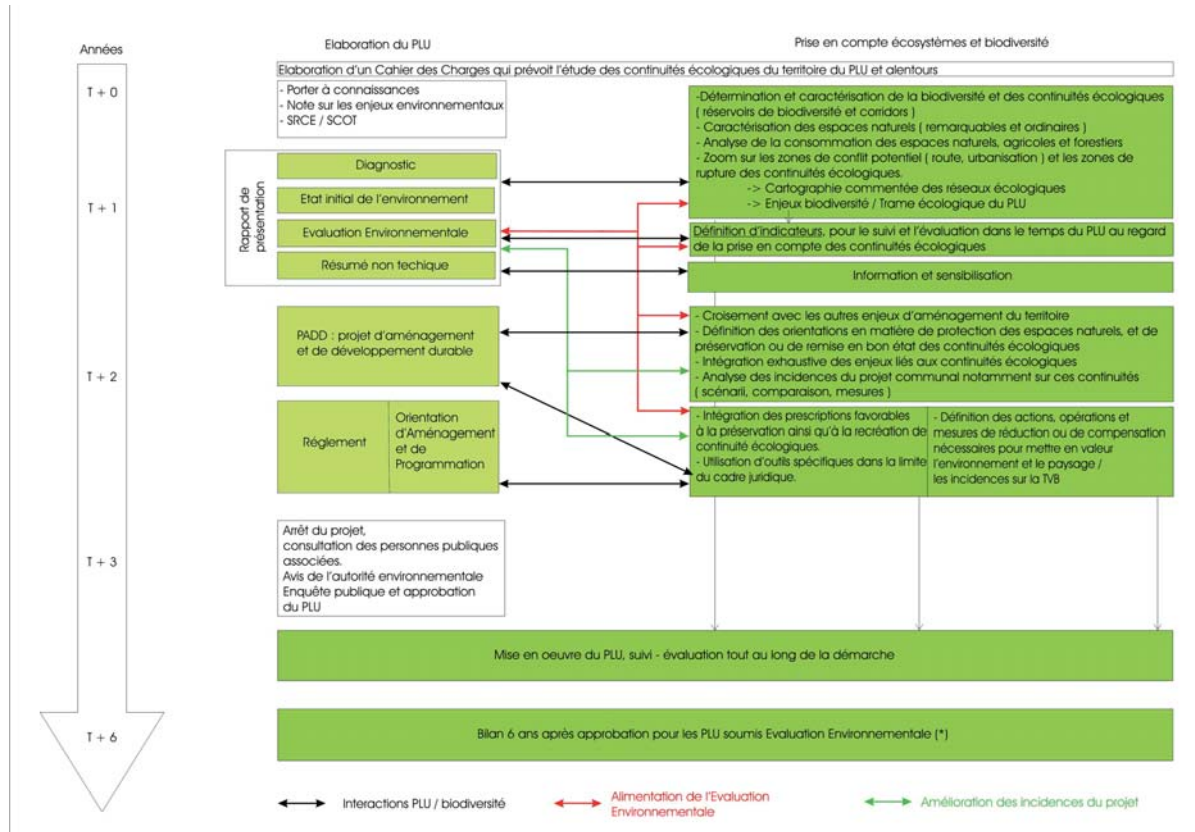 Années
Elaboration du PLU
Prise en compte écosystèmes et biodiversité
Elaboration d'un Cahier des Charges qui prévoit l'étude des continuités écologiques du territoire du PLU et alentours
T + 0
- Porter à connaissances
- Note sur les enjeux environnementaux
- SRCE / SCOT
-Détermination et caractérisation de la biodiversité et des continuités écologiques
( réservoirs de biodiversité et corridors )
- Caractérisation des espaces naturels ( remarquables et ordinaires )
- Analyse de la consommation des espaces naturels, agricoles et forestiers
- Zoom sur les zones de conflit potentiel ( route, urbanisation ) et les zones de
rupture des continuités écologiques.
-> Cartographie commentée des réseaux écologiques
-> Enjeux biodiversité / Trame écologique du PLU
T + 1
Rapport de
présentation
Diagnostic
Etat initial de l'environnement
Evaluation Environnementale
Résumé non techique
Définition d'indicateurs, pour le suivi et l'évaluation dans le temps du PLU au regard
de la prise en compte des continuités écologiques
Information et sensibilisation
T + 2
PADD : projet d'aménagement
et de développement durable
- Croisement avec les autres enjeux d'aménagement du territoire
- Définition des orientations en matière de protection des espaces naturels, et de
préservation ou de remise en bon état des continuités écologiques
- Intégration exhaustive des enjeux liés aux continuités écologiques
- Analyse des incidences du projet communal notamment sur ces continuités
( scénarii, comparaison, mesures )
Réglement
Orientation
d'Aménagement
et de
Programmation
- Intégration des prescriptions favorables
à la préservation ainsi qu'à la recréation de
continuité écologiques.
- Utilisation d'outils spécifiques dans la limite
du cadre juridique.
- Définition des actions, opérations et
mesures de réduction ou de compensation
nécessaires pour mettre en valeur
l'environnement et le paysage /
les incidences sur la TVB
T + 3
Arrêt du projet,
consultation des personnes publiques
associées.
Avis de l'autorité environnementale
Enquête publique et approbation
du PLU
Mise en oeuvre du PLU, suivi - évaluation tout au long de la démarche
T + 6
Bilan 6 ans après approbation pour les PLU soumis Evaluation Environnementale (*)
Interactions PLU / biodiversité
Alimentation de l'Evaluation
Environnementale
Amélioration des incidences du projet